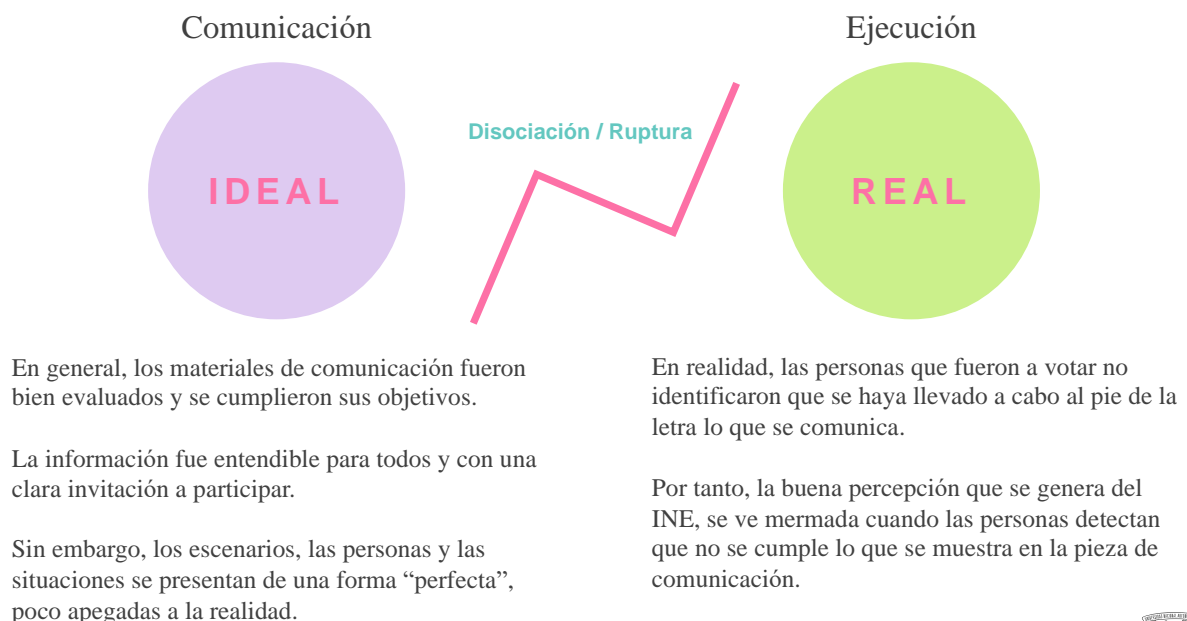 Comunicación
IDEAL
En general, los materiales de comunicación fueron
bien evaluados y se cumplieron sus objetivos.
La información fue entendible para todos y con una
clara invitación a participar.
Sin embargo, los escenarios, las personas y las
situaciones se presentan de una forma “perfecta”,
poco apegadas a la realidad.
Disociación / Ruptura
Ejecución
REAL
En realidad, las personas que fueron a votar no
identificaron que se haya llevado a cabo al pie de la
letra lo que se comunica.
Por tanto, la buena percepción que se genera del
INE, se ve mermada cuando las personas detectan
que no se cumple lo que se muestra en la pieza de
comunicación.